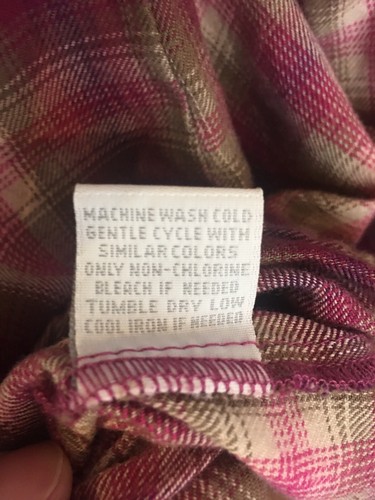 MACHINE WASH COLD
GENTLE CYCLE WITH
SIMILAR COLORS
ONLY NON-CHLORINE
BLEACH IF NEEDED
TUMBLE DRY LOW
COOL IRON IF NEEDED